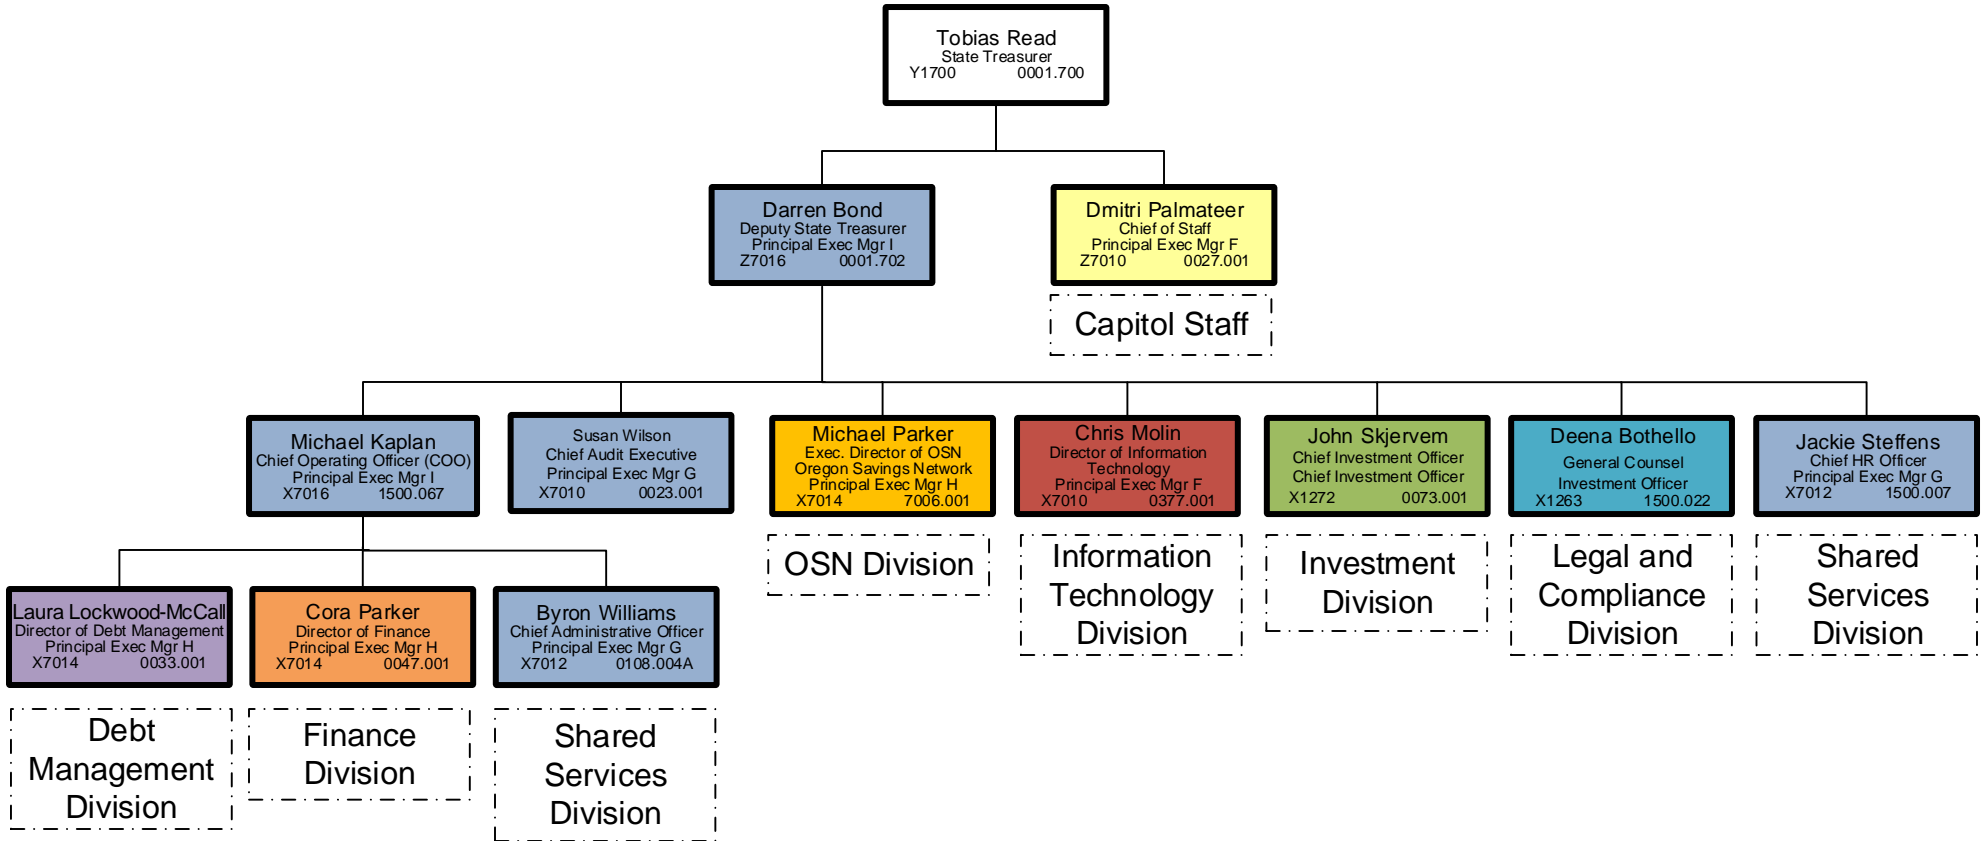 Tobias Read
State Treasurer
Y1700 0001.700
Darren Bond
Deputy State Treasurer
Principal Exec Mgr I
Z7016 0001.702
Dmitri Palmateer
Chief of Staff
Principal Exec Mgr F
Z7010 0027.001
Capitol Staff
Michael Kaplan
Chief Operating Officer (COO)
Principal Exec Mgr I
X7016 1500.067
Susan Wilson
Chief Audit Executive
Principal Exec Mgr G
X7010 0023.001
Michael Parker
Exec. Director of OSN
Oregon Savings Network
Principal Exec Mgr H
X7014 7006.001
OSN Division
Chris Molin
Director of Information
Technology
Principal Exec Mgr F
X7010 0377.001
Information
Technology
Division
John Skjervem
Chief Investment Officer
Chief Investment Officer
X1272 0073.001
Investment
Division
Deena Bothello
General Counsel
Investment Officer
X1263 1500.022
Legal and
Compliance
Division
Jackie Steffens
Chief HR Officer
Principal Exec Mgr G
X7012 1500.007
Shared
Services
Division
Laura Lockwood-McCall
Director of Debt Management
Principal Exec Mgr H
X7014 0033.001
Debt
Management
Division
Cora Parker
Director of Finance
Principal Exec Mgr H
X7014 0047.001
Finance
Division
Byron Williams
Chief Administrative Officer
Principal Exec Mgr G
X7012 0108.004A
Shared
Services
Division